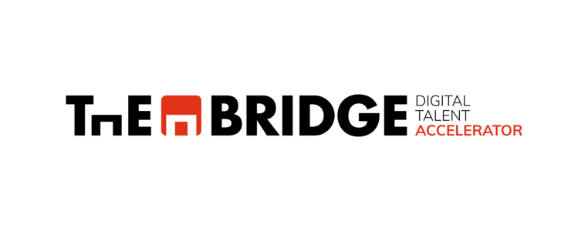 THE BRIDGE
DIGITAL
TALENT
ACCELERATOR